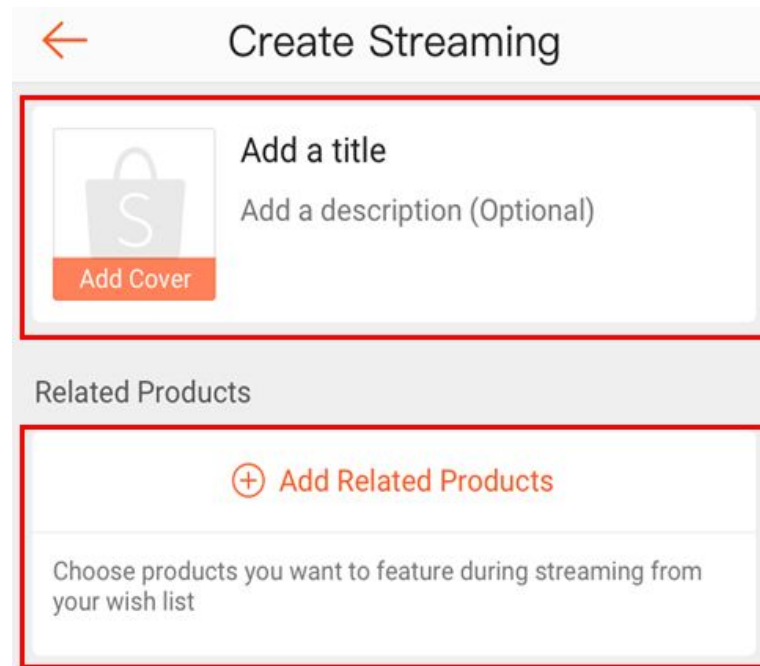 Create Streaming
Add a title
Add a description (Optional)
S
Add Cover
Related Products
Add Related Products
Choose products you want to feature during streaming from
your wish list